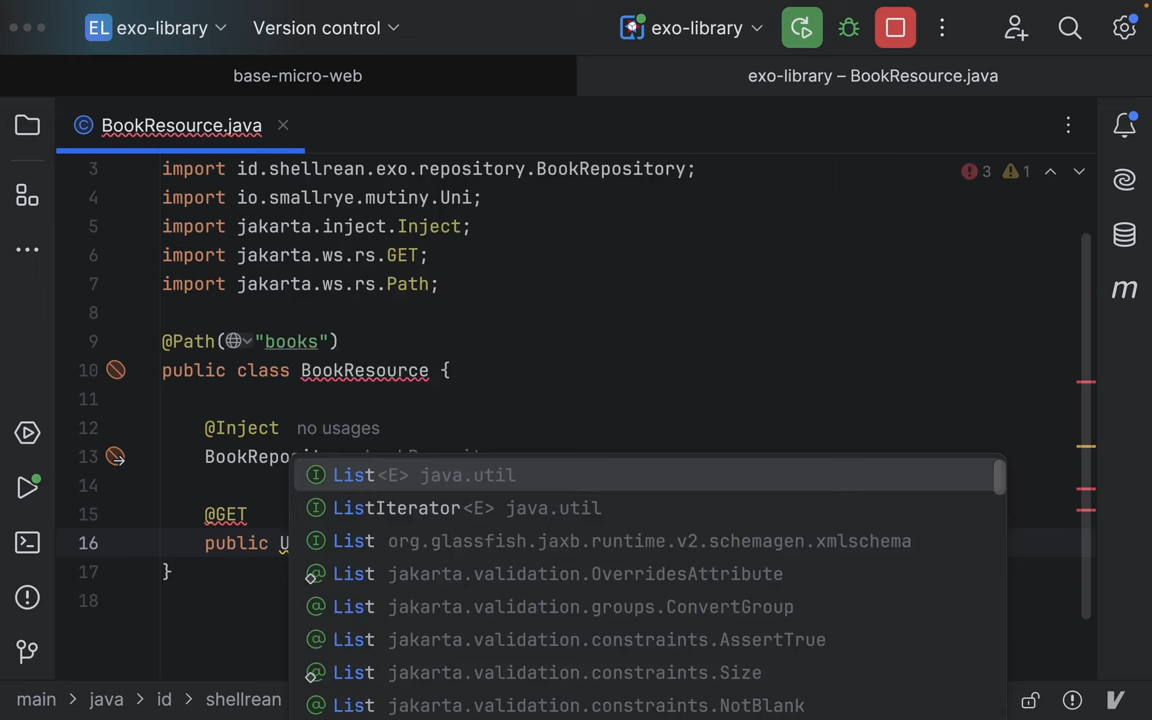 EL exo-library Version control exo-library
base-micro-web exo-library – BookResource.java
BookResource.java
3 import id.shellrean.exo.repository.BookRepository; 3 1
4 import io.smallrye.mutiny.Uni;
5 import jakarta.inject.Inject;
6 import jakarta.ws.rs.GET;
7 import jakarta.ws.rs.Path;
8
9 @Path("books")
10 public class BookResource {
11
12 @Inject no usages
13
14
15 @GET
16 public U
17 }
18
List<E> java.util
ListIterator<E> java.util
List org.glassfish.jaxb.runtime.v2.schemagen.xmlschema
List jakarta.validation.OverridesAttribute
List jakarta.validation.groups.ConvertGroup
List jakarta.validation.constraints.AssertTrue
List jakarta.validation.constraints.Size
List jakarta.validation.constraints.NotBlank
main > java > id > shellrean
m